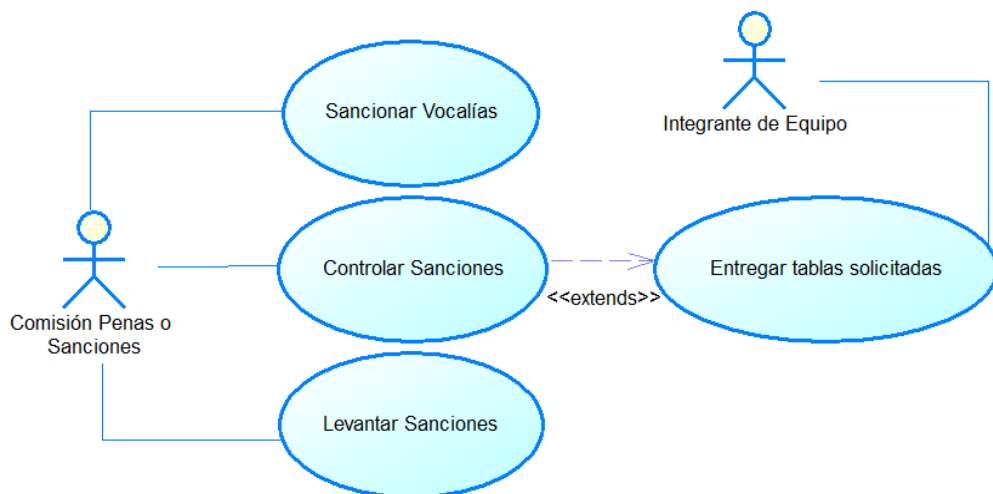 Sancionar Vocalías
Integrante de Equipo
Controlar Sanciones
Entregar tablas solicitadas
<<extends>>
Comisión Penas o
Sanciones
Levantar Sanciones